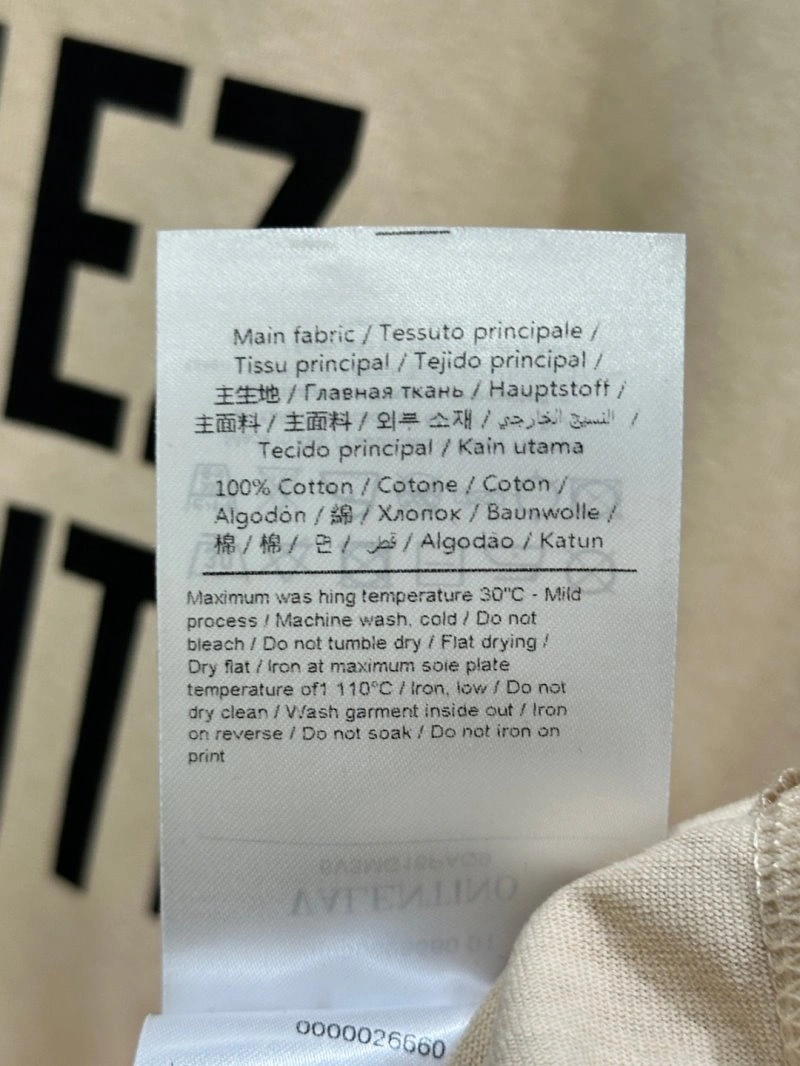 EZ
IT
Main fabric / Tessuto principale /
Tissu principal / Tejido principal /
主生地 / Главная ткань / Hauptstoff /
主面料 / 主面料 / 외부 소재 / النسيج الخارجي /
Tecido principal / Kain utama
100% Cotton / Cotone / Coton /
Algodón / 綿 / Хлопок / Baunwolle /
棉 / 棉 / 면 / قطن / Algodão / Katun
Maximum was hing temperature 30°C - Mild
process / Machine wash, cold / Do not
bleach / Do not tumble dry / Flat drying /
Dry flat / Iron at maximum sole plate
temperature of1 110°C / Iron, low / Do not
dry clean / Wash garment inside out / Iron
on reverse / Do not soak / Do not iron on
print
VALENTINO
0000026660